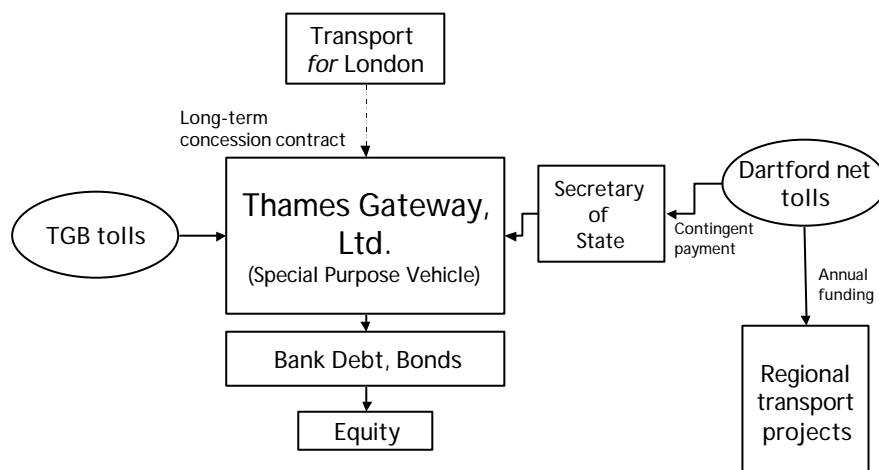 Transport
for London
Long-term
concession contract
Thames Gateway,
Ltd.
(Special Purpose Vehicle)
TGB tolls
Secretary
of
State
Dartford net
tolls
Contingent
payment
Annual
funding
Bank Debt, Bonds
Equity
Regional
transport
projects